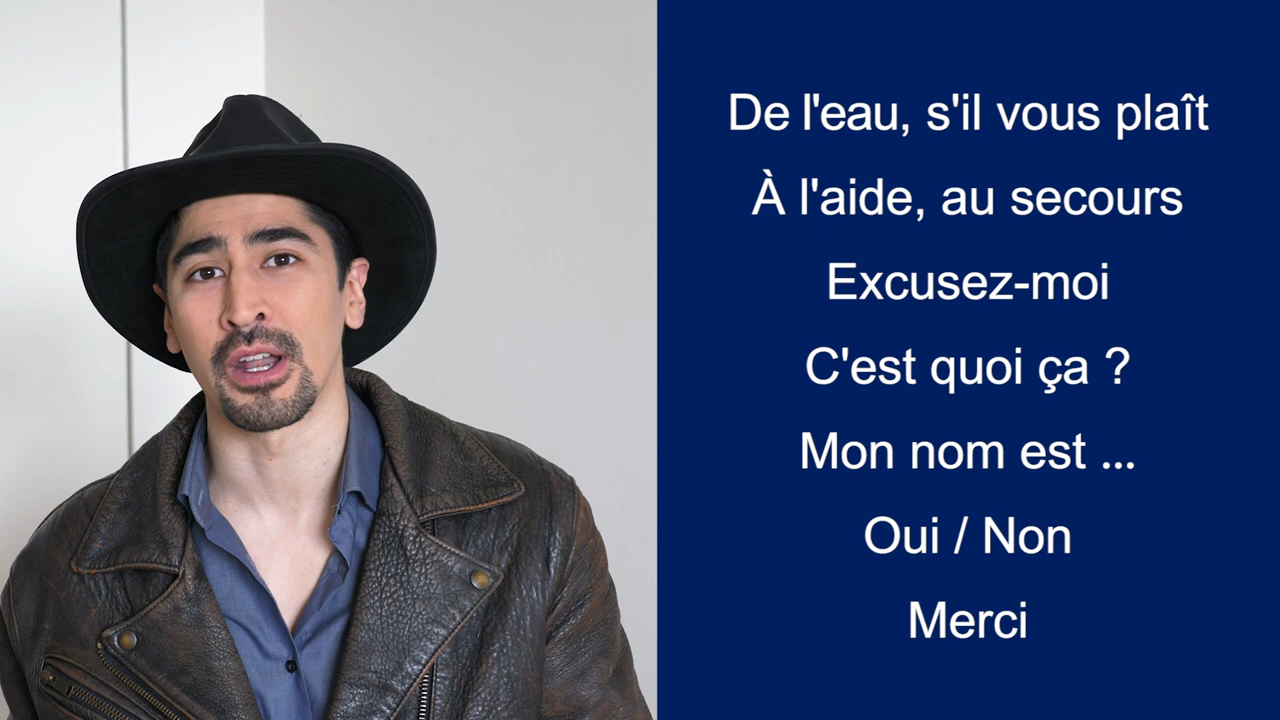 De l'eau, s'il vous plaît
À l'aide, au secours
Excusez-moi
C'est quoi ça ?
Mon nom est ...
Oui / Non
Merci